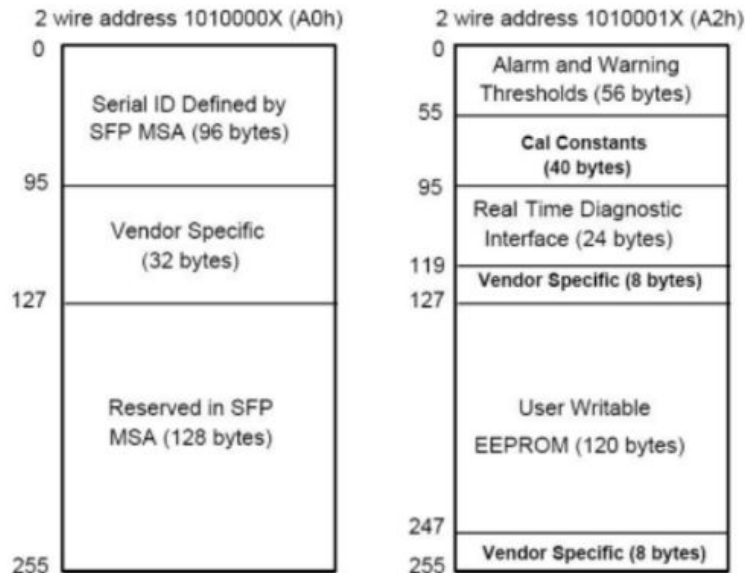 2 wire address 1010000X (A0h)
0
Serial ID Defined by
SFP MSA (96 bytes)
95
Vendor Specific
(32 bytes)
127
Reserved in SFP
MSA (128 bytes)
255
2 wire address 1010001X (A2h)
0
Alarm and Warning
Thresholds (56 bytes)
55
Cal Constants
(40 bytes)
95
Real Time Diagnostic
Interface (24 bytes)
119
Vendor Specific (8 bytes)
127
User Writable
EEPROM (120 bytes)
247
Vendor Specific (8 bytes)
255